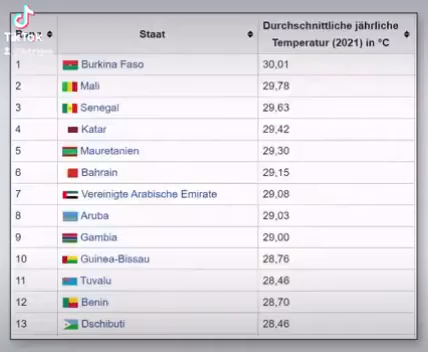 TikTok
Rang Staat Durchschnittliche jährliche
Temperatur (2021) in °C
1 Burkina Faso 30,01
2 Mali 29,78
3 Senegal 29,63
4 Katar 29,42
5 Mauretanien 29,30
6 Bahrain 29,15
7 Vereinigte Arabische Emirate 29,08
8 Aruba 29,03
9 Gambia 29,00
10 Guinea-Bissau 28,76
11 Tuvalu 28,46
12 Benin 28,70
13 Dschibuti 28,46